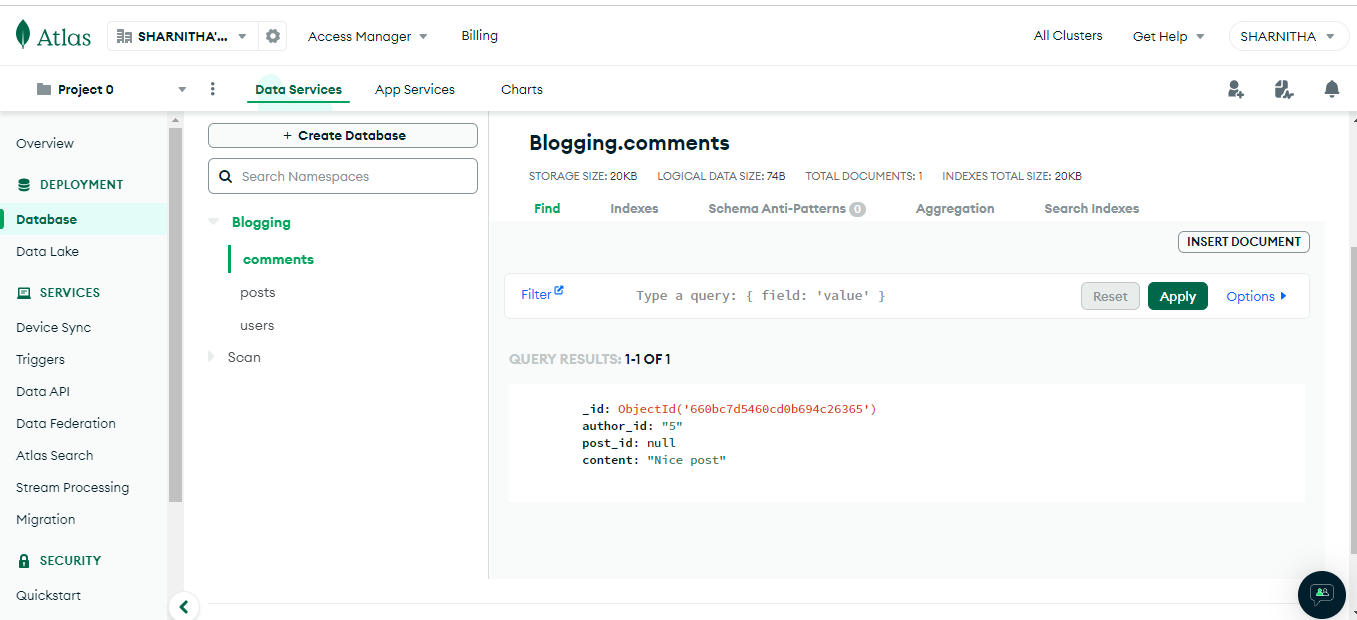 Atlas SHARNITHA'... Access Manager Billing All Clusters Get Help SHARNITHA
Project 0 Data Services App Services Charts
Overview
DEPLOYMENT
Database
Data Lake
SERVICES
Device Sync
Triggers
Data API
Data Federation
Atlas Search
Stream Processing
Migration
SECURITY
Quickstart
+ Create Database
Search Namespaces
Blogging
comments
posts
users
Scan
Blogging.comments
STORAGE SIZE: 20KB LOGICAL DATA SIZE: 74B TOTAL DOCUMENTS: 1 INDEXES TOTAL SIZE: 20KB
Find Indexes Schema Anti-Patterns 0 Aggregation Search Indexes
INSERT DOCUMENT
Filter Type a query: { field: 'value' } Reset Apply Options
QUERY RESULTS: 1-1 OF 1
_id: ObjectId('660bc7d5460cd0b694c26365')
author_id: "5"
post_id: null
content: "Nice post"